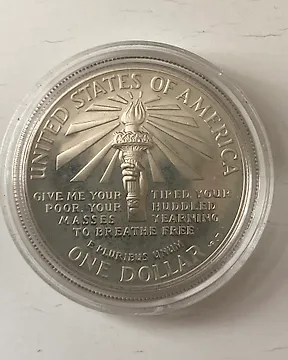 UNITED STATES OF AMERICA
GIVE ME YOUR TIRED, YOUR
POOR, YOUR HUDDLED
MASSES YEARNING
TO BREATHE FREE
E PLURIBUS UNUM
ONE DOLLAR